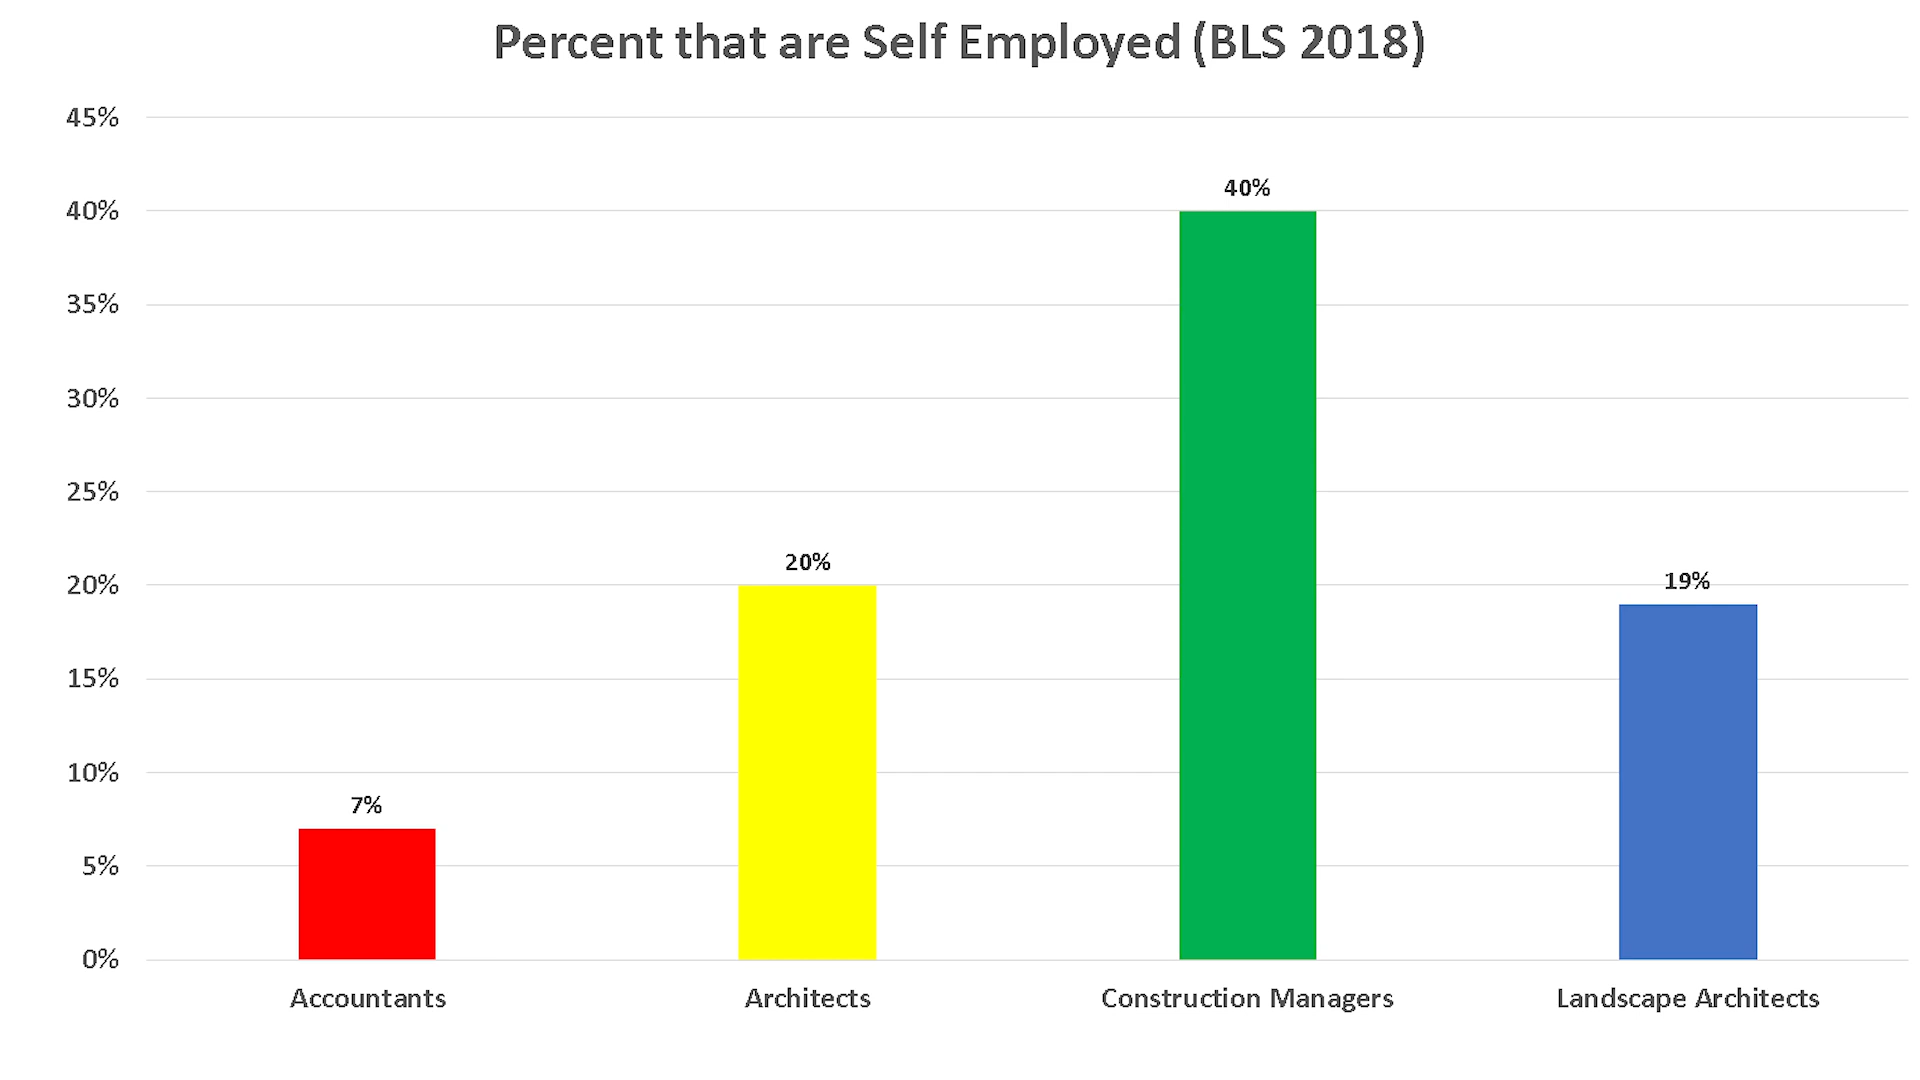 Percent that are Self Employed (BLS 2018)
45%
40%
40%
35%
30%
25%
20%
20%
19%
15%
10%
7%
5%
0%
Accountants
Architects
Construction Managers
Landscape Architects